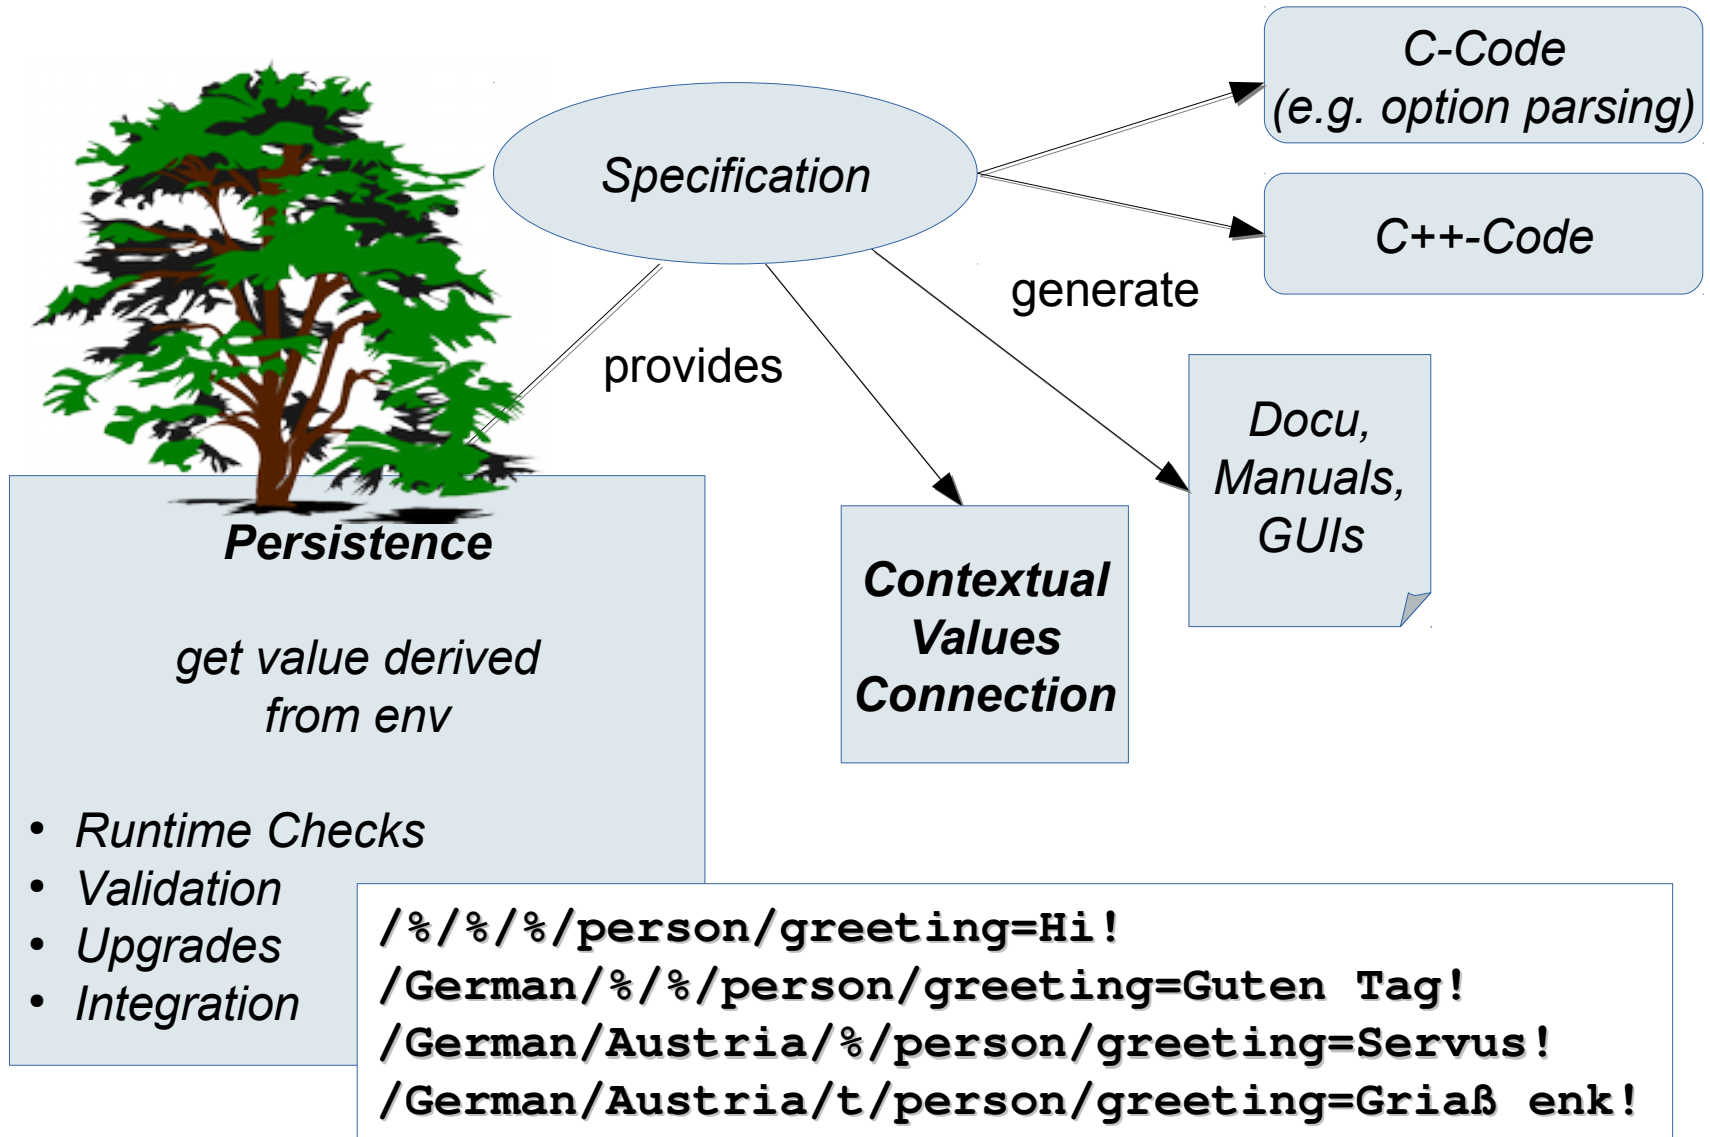 C-Code
(e.g. option parsing)
Specification
C++-Code
generate
provides
Docu,
Manuals,
GUIs
Persistence
Contextual
Values
Connection
get value derived
from env
• Runtime Checks
• Validation
• Upgrades
• Integration
/%/%/%/person/greeting=Hi!
/German/%/%/person/greeting=Guten Tag!
/German/Austria/%/person/greeting=Servus!
/German/Austria/t/person/greeting=Griaß enk!